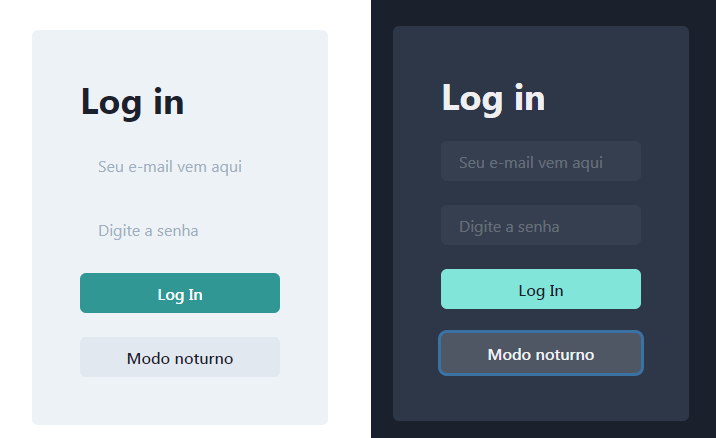 Log in
Seu e-mail vem aqui
Digite a senha
Log In
Modo noturno
Log in
Seu e-mail vem aqui
Digite a senha
Log In
Modo noturno